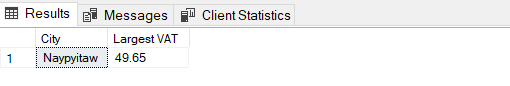 Results Messages Client Statistics
City Largest VAT
1 Naypyitaw 49.65